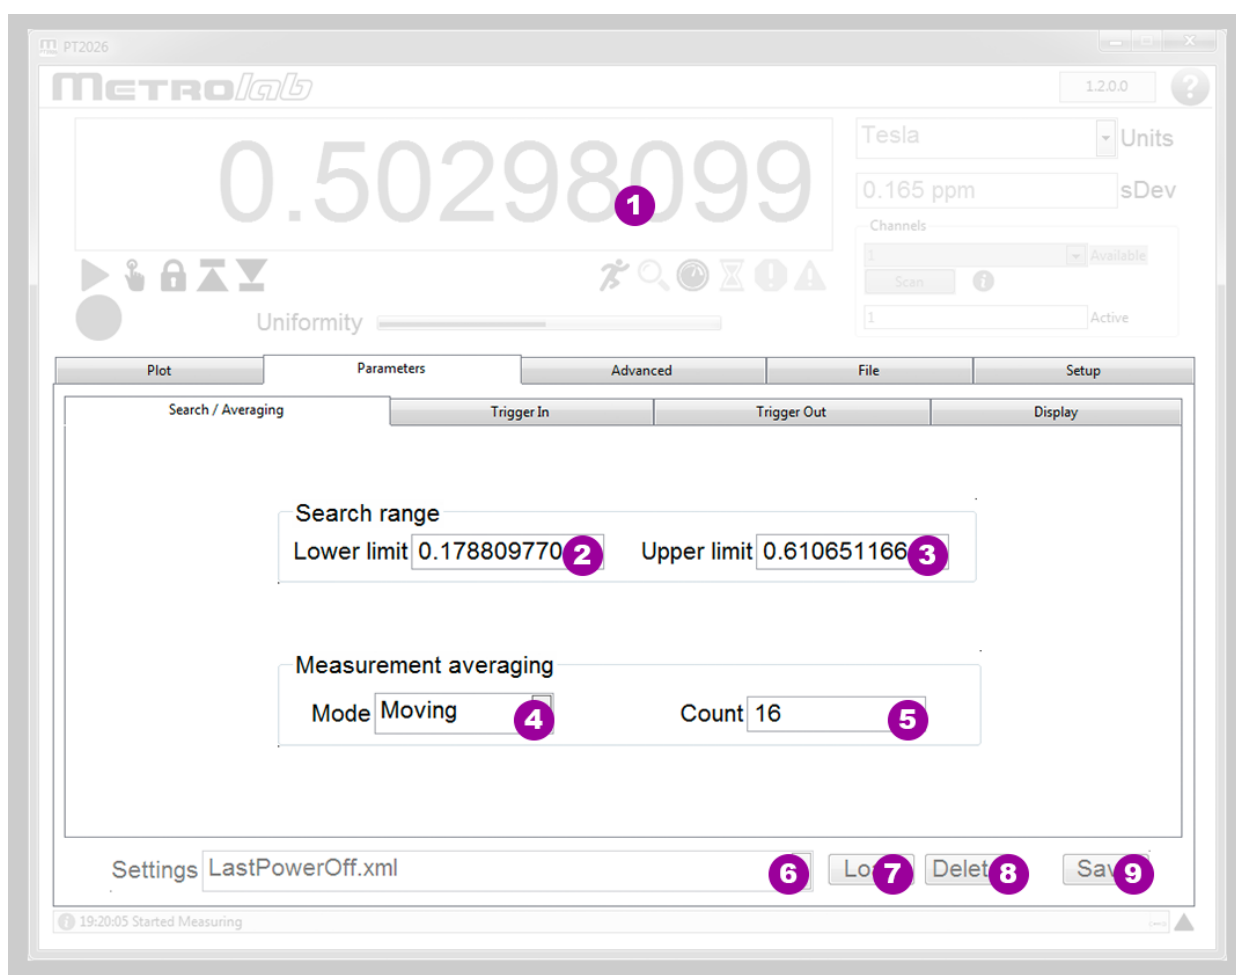 PT2026
METROlab
1.2.0.0
?
0.50298099
1
Tesla
Units
0.165 ppm
sDev
Channels
1
Available
Scan
i
1
Active
Uniformity
Plot Parameters Advanced File Setup
Search / Averaging Trigger In Trigger Out Display
Search range
Lower limit 0.178809770 2 Upper limit 0.610651166 3
Measurement averaging
Mode Moving 4 Count 16 5
Settings LastPowerOff.xml 6 Lo 7 Delet 8 Sav 9
19:20:05 Started Measuring